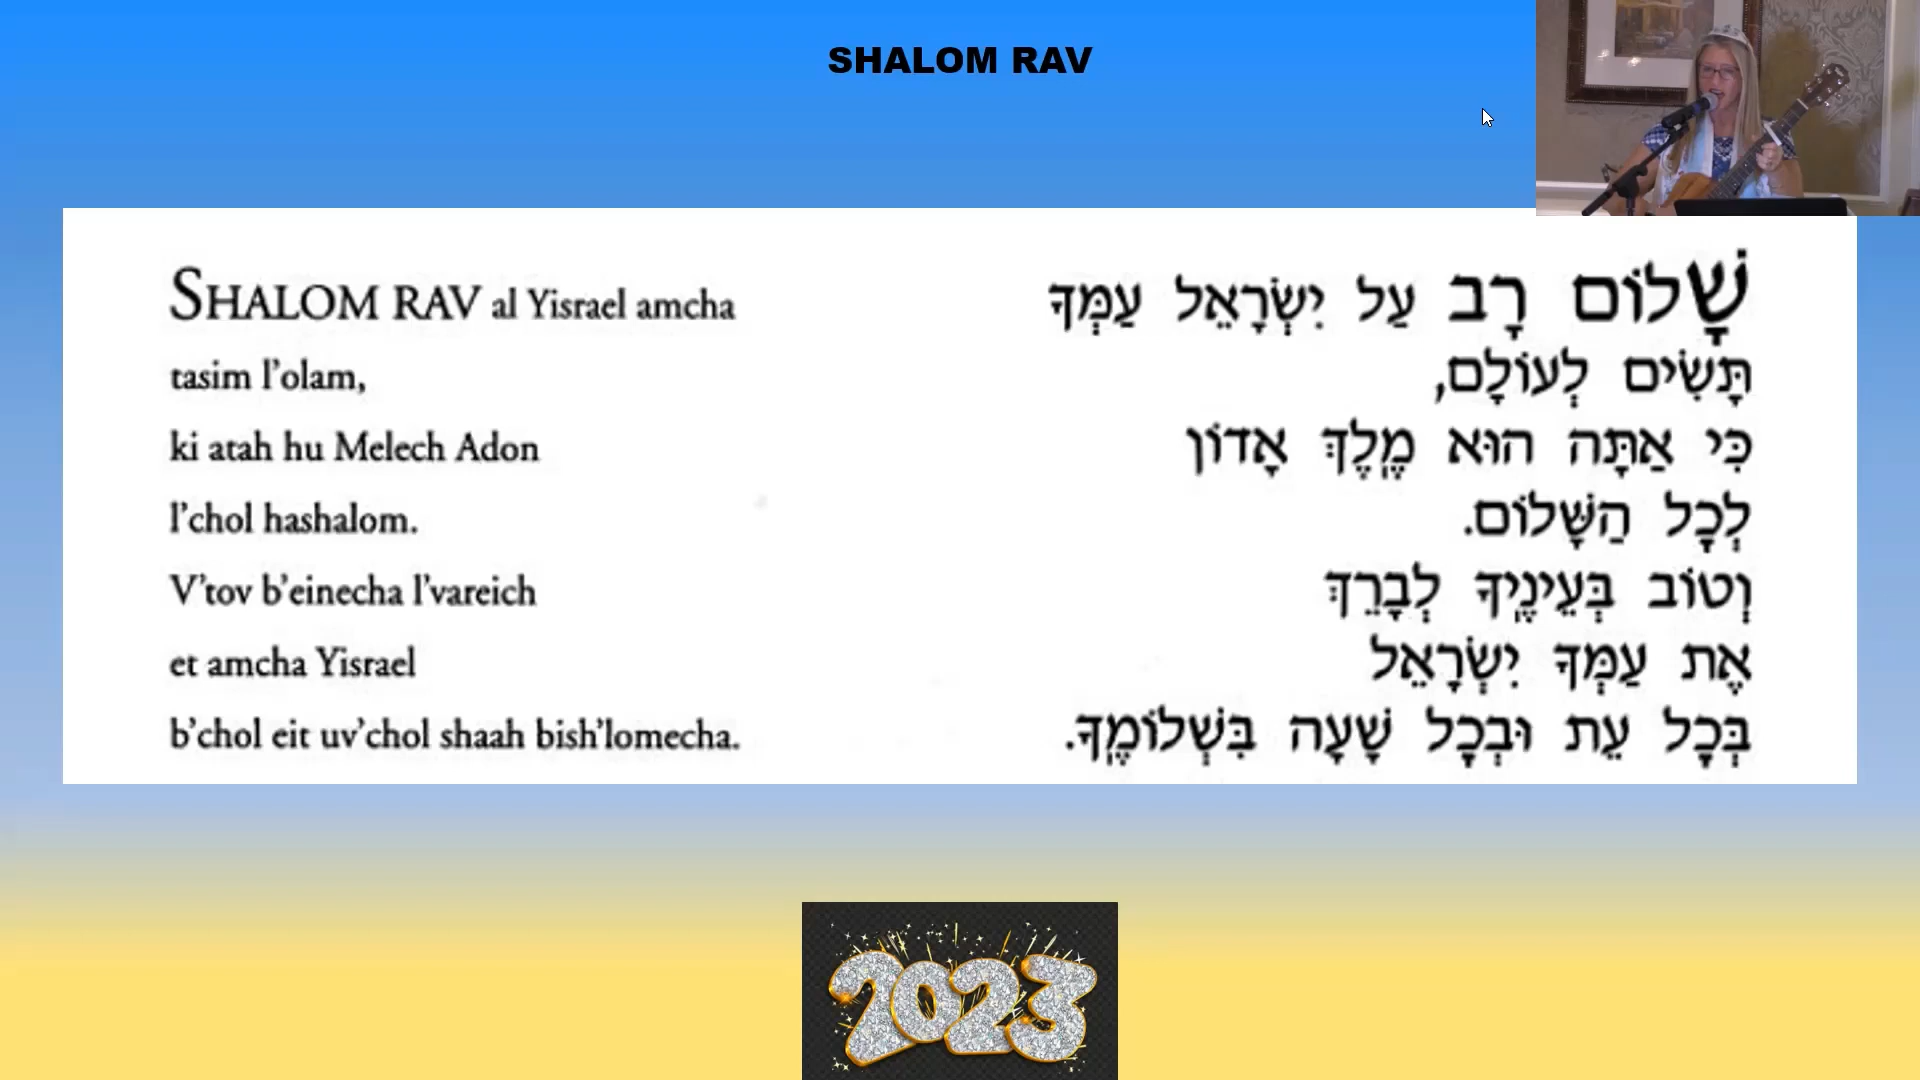 SHALOM RAV
SHALOM RAV al Yisrael amcha
tasim l’olam,
ki atah hu Melech Adon
l’chol hashalom.
V’tov b’einecha l’vareich
et amcha Yisrael
b’chol eit uv’chol shaah bish’lomecha.
שָׁלוֹם רָב עַל יִשְׂרָאֵל עַמְּךָ
תָּשִׂים לְעוֹלָם,
כִּי אַתָּה הוּא מֶֽלֶךְ אָדוֹן
לְכָל הַשָּׁלוֹם.
וְטוֹב בְּעֵינֶֽיךָ לְבָרֵךְ
אֶת עַמְּךָ יִשְׂרָאֵל
בְּכָל עֵת וּבְכָל שָׁעָה בִּשְׁלוֹמֶֽךָ.
2023